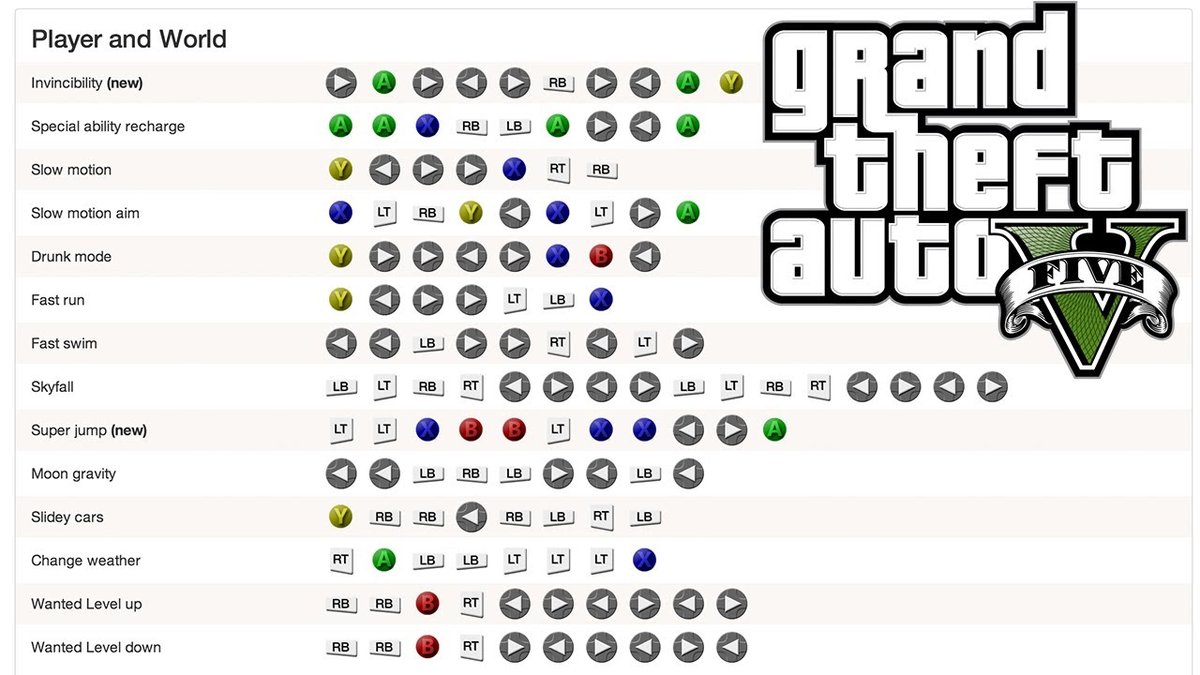 Player and World
Invincibility (new) A RB A Y
Special ability recharge A A X RB LB A A
Slow motion Y X RT RB
Slow motion aim X LT RB Y X LT A
Drunk mode Y X B
Fast run Y LT LB X
Fast swim LB RT LT
Skyfall LB LT RB RT LB LT RB RT
Super jump (new) LT LT X B B LT X X A
Moon gravity LB RB LB LB
Slidey cars Y RB RB RB LB RT LB
Change weather RT A LB LB LT LT LT X
Wanted Level up RB RB B RT
Wanted Level down RB RB B RT
grand
theft
auto V
FIVE